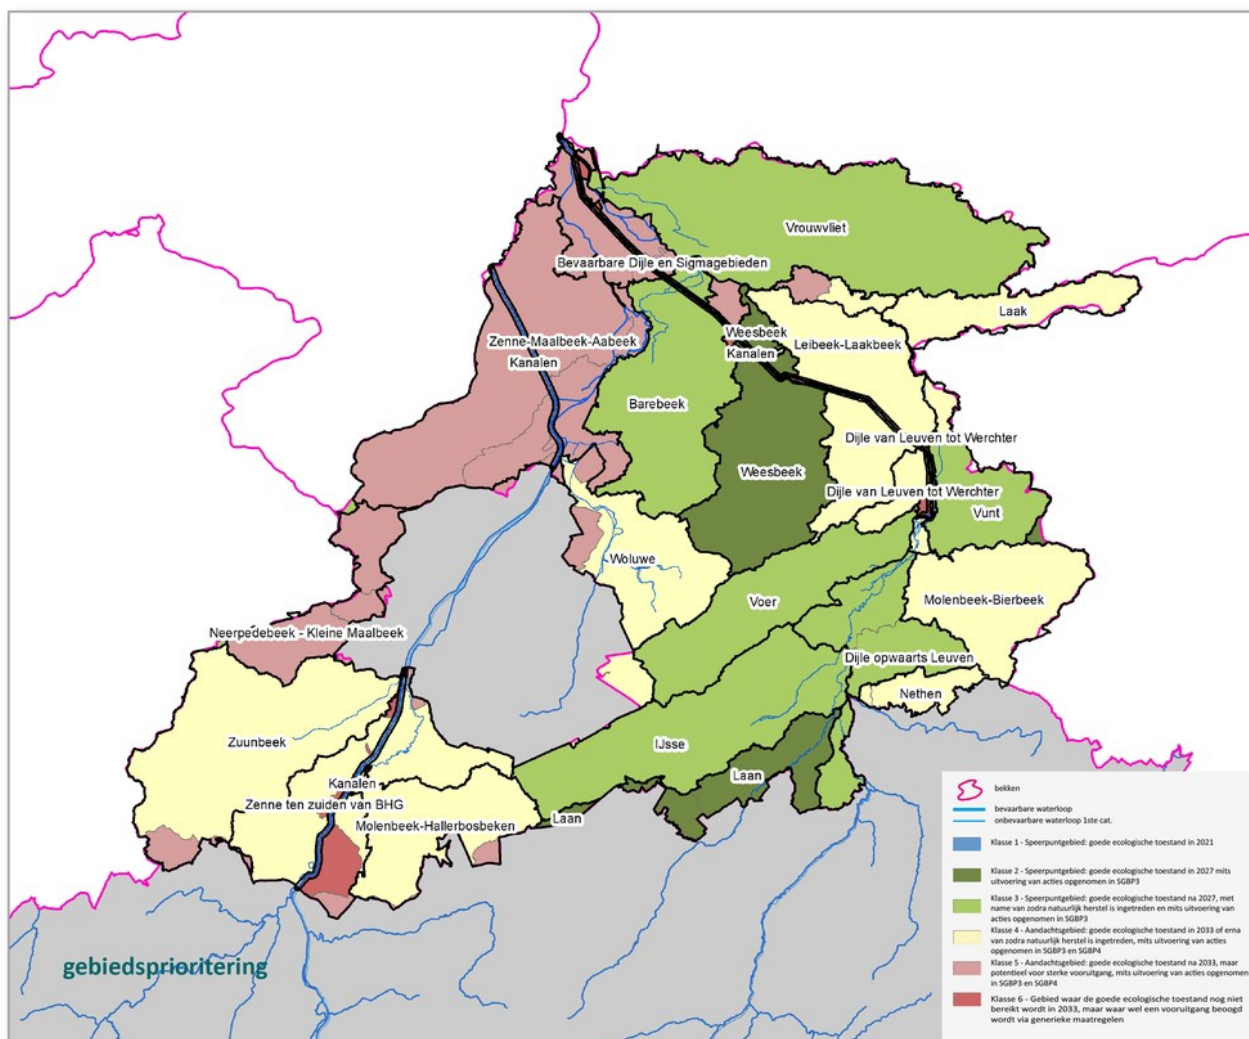 Vrouwvliet
Bevaarbare Dijle en Sigmagebieden
Laak
Weesbeek
Zenne-Maalbeek-Aabeek
Leibeek-Laakbeek
Kanalen
Kanalen
Barebeek
Dijle van Leuven tot Werchter
Weesbeek
Dijle van Leuven tot Werchter
Vunt
Woluwe
Voer
Molenbeek-Bierbeek
Neerpedebeek - Kleine Maalbeek
Dijle opwaarts Leuven
Nethen
Zuunbeek
IJsse
Laan
Kanalen
Zenne ten zuiden van BHG
Laan
Molenbeek-Hallerbosbeken
gebiedsprioritering
bekken
bevaarbare waterloop
onbevaarbare waterloop 1ste cat.
Klasse 1 - Speerpuntgebied: goede ecologische toestand in 2021
Klasse 2 - Speerpuntgebied: goede ecologische toestand in 2027 mits
uitvoering van acties opgenomen in SGBP3
Klasse 3 - Speerpuntgebied: goede ecologische toestand na 2027, met
name van zodra natuurlijk herstel is ingetreden en mits uitvoering van
acties opgenomen in SGBP3
Klasse 4 - Aandachtsgebied: goede ecologische toestand in 2033 of erna
van zodra natuurlijk herstel is ingetreden, mits uitvoering van acties
opgenomen in SGBP3 en SGBP4
Klasse 5 - Aandachtsgebied: goede ecologische toestand na 2033, maar
potentieel voor sterke vooruitgang, mits uitvoering van acties opgenomen
in SGBP3 en SGBP4
Klasse 6 - Gebied waar de goede ecologische toestand nog niet
bereikt wordt in 2033, maar waar wel een vooruitgang beoogd
wordt via generieke maatregelen